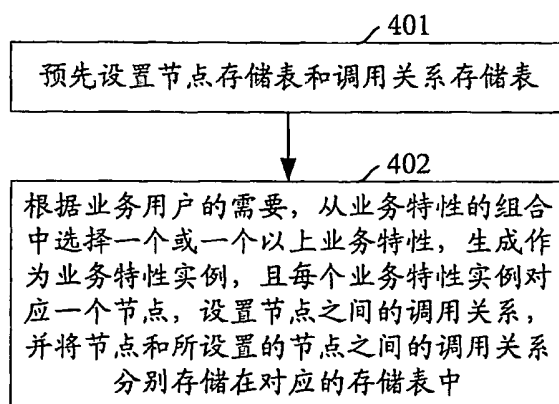 401
预先设置节点存储表和调用关系存储表
402
根据业务用户的需要，从业务特性的组合
中选择一个或一个以上业务特性，生成作
为业务特性实例，且每个业务特性实例对
应一个节点，设置节点之间的调用关系，
并将节点和所设置的节点之间的调用关系
分别存储在对应的存储表中